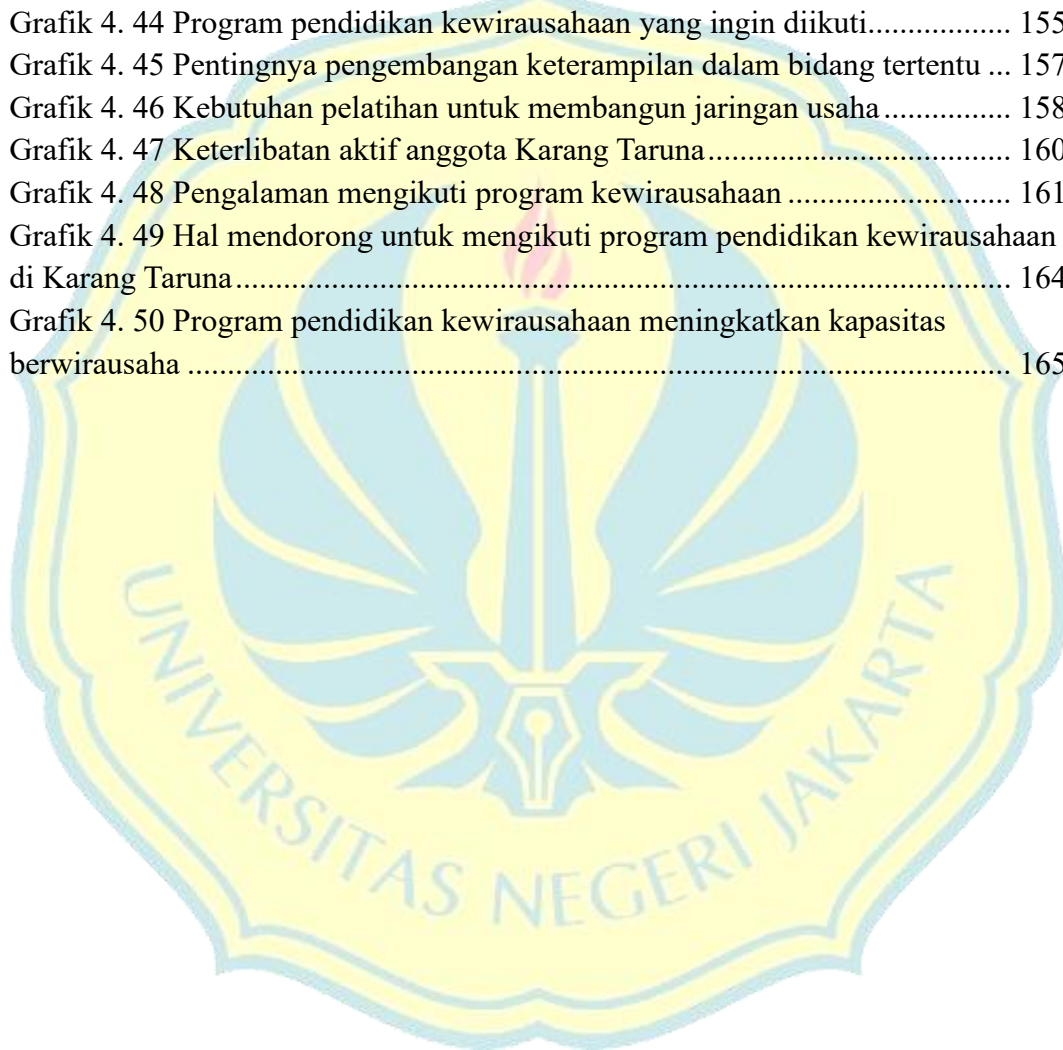 Grafik 4. 44 Program pendidikan kewirausahaan yang ingin diikuti.................. 155
Grafik 4. 45 Pentingnya pengembangan keterampilan dalam bidang tertentu ... 157
Grafik 4. 46 Kebutuhan pelatihan untuk membangun jaringan usaha ................ 158
Grafik 4. 47 Keterlibatan aktif anggota Karang Taruna...................................... 160
Grafik 4. 48 Pengalaman mengikuti program kewirausahaan ............................ 161
Grafik 4. 49 Hal mendorong untuk mengikuti program pendidikan kewirausahaan
di Karang Taruna................................................................................................. 164
Grafik 4. 50 Program pendidikan kewirausahaan meningkatkan kapasitas
berwirausaha ....................................................................................................... 165
UNIVERSITAS NEGERI JAKARTA